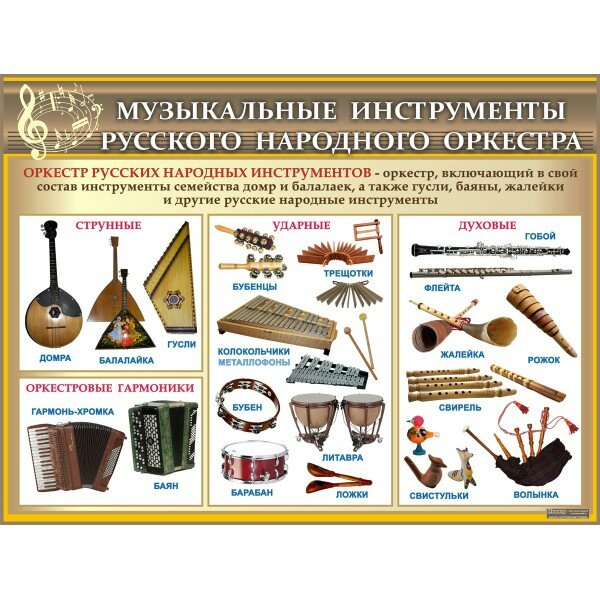 МУЗЫКАЛЬНЫЕ ИНСТРУМЕНТЫ
РУССКОГО НАРОДНОГО ОРКЕСТРА
ОРКЕСТР РУССКИХ НАРОДНЫХ ИНСТРУМЕНТОВ - оркестр, включающий в свой
состав инструменты семейства домр и балалаек, а также гусли, баяны, жалейки
и другие русские народные инструменты
СТРУННЫЕ
ДОМРА
БАЛАЛАЙКА
ГУСЛИ
ОРКЕСТРОВЫЕ ГАРМОНИКИ
ГАРМОНЬ-ХРОМКА
БАЯН
УДАРНЫЕ
БУБЕНЦЫ
ТРЕЩОТКИ
КОЛОКОЛЬЧИКИ
МЕТАЛЛОФОНЫ
БУБЕН
ЛИТАВРА
БАРАБАН
ЛОЖКИ
ДУХОВЫЕ
ГОБОЙ
ФЛЕЙТА
ЖАЛЕЙКА
РОЖОК
СВИРЕЛЬ
СВИСТУЛЬКИ
ВОЛЫНКА